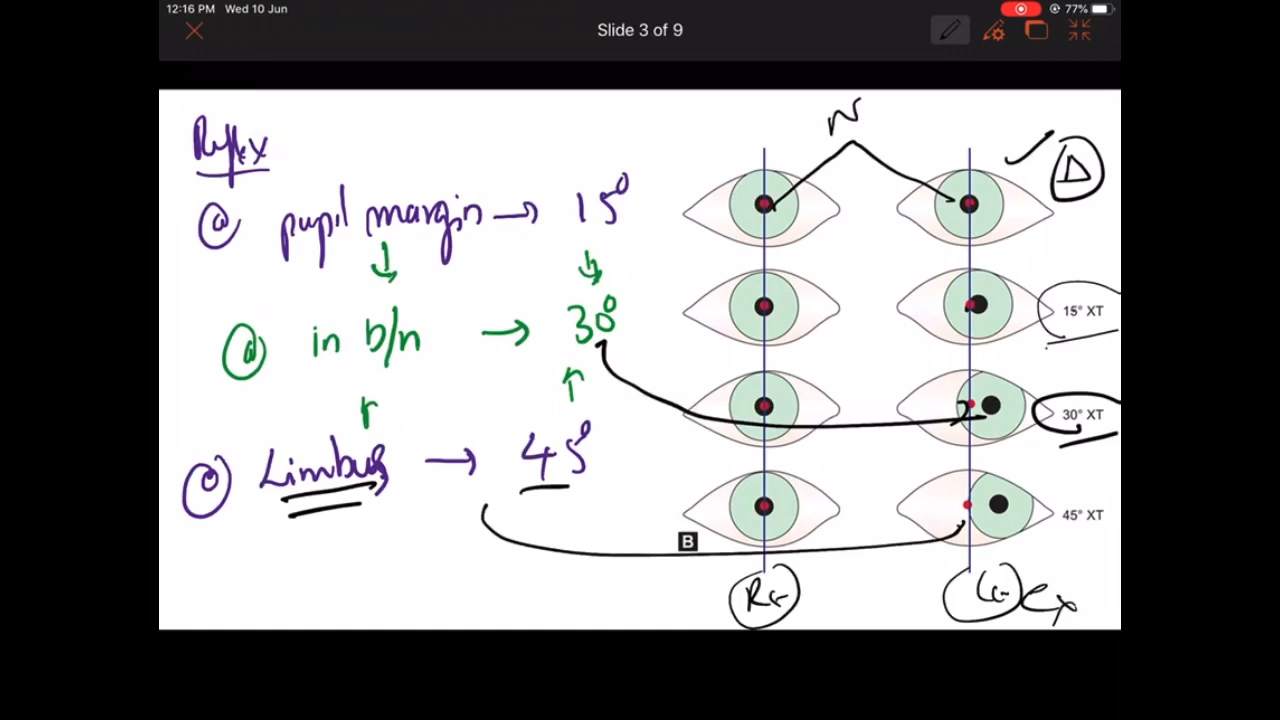 12:16 PM Wed 10 Jun
77%
Slide 3 of 9
Reflex
@ pupil margin → 15°
@ in b/n → 30°
@ Limbus → 45°
N
D
15° XT
30° XT
45° XT
B